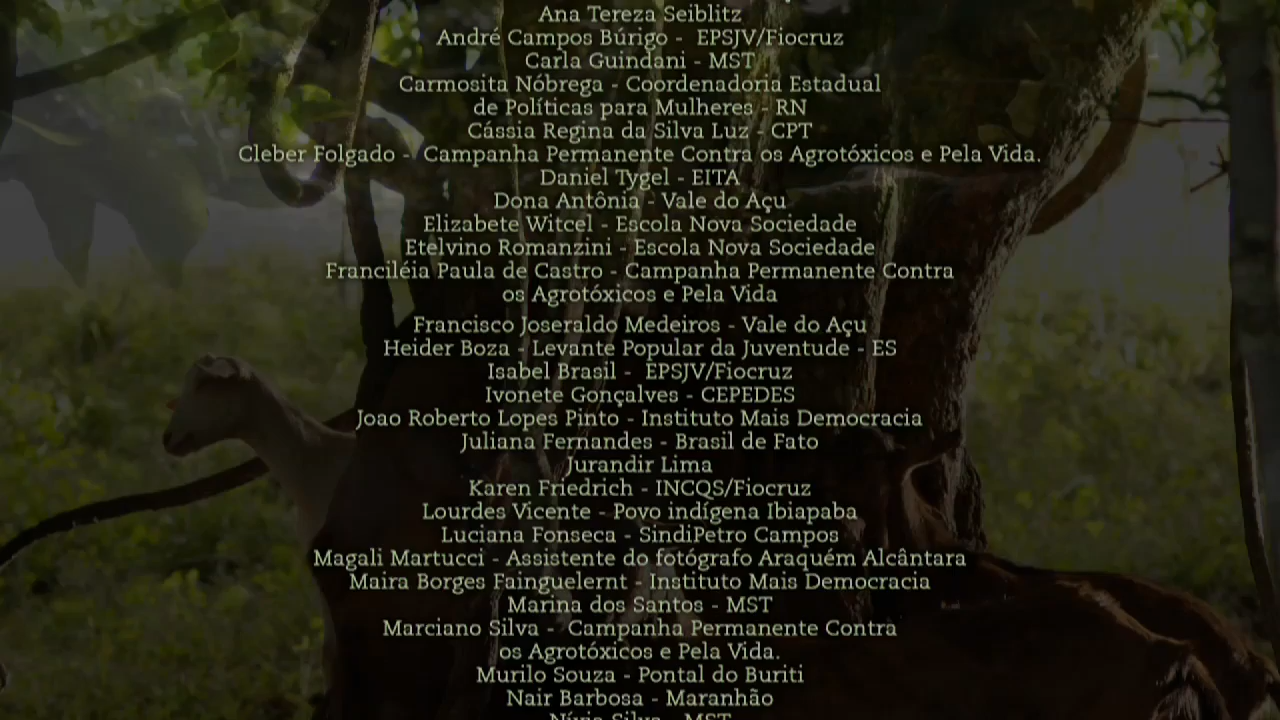 Ana Tereza Seiblitz
André Campos Búrigo - EPSJV/Fiocruz
Carla Guindani - MST
Carmosita Nóbrega - Coordenadoria Estadual
de Políticas para Mulheres - RN
Cássia Regina da Silva Luz - CPT
Cleber Folgado - Campanha Permanente Contra os Agrotóxicos e Pela Vida.
Daniel Tygel - EITA
Dona Antônia - Vale do Açu
Elizabete Witcel - Escola Nova Sociedade
Etelvino Romanzini - Escola Nova Sociedade
Franciléia Paula de Castro - Campanha Permanente Contra
os Agrotóxicos e Pela Vida
Francisco Joseraldo Medeiros - Vale do Açu
Heider Boza - Levante Popular da Juventude - ES
Isabel Brasil - EPSJV/Fiocruz
Ivonete Gonçalves - CEPEDES
Joao Roberto Lopes Pinto - Instituto Mais Democracia
Juliana Fernandes - Brasil de Fato
Jurandir Lima
Karen Friedrich - INCQS/Fiocruz
Lourdes Vicente - Povo indígena Ibiapaba
Luciana Fonseca - SindiPetro Campos
Magali Martucci - Assistente do fotógrafo Araquém Alcântara
Maira Borges Fainguelernt - Instituto Mais Democracia
Marina dos Santos - MST
Marciano Silva - Campanha Permanente Contra
os Agrotóxicos e Pela Vida.
Murilo Souza - Pontal do Buriti
Nair Barbosa - Maranhão
Nívia Silva - MST